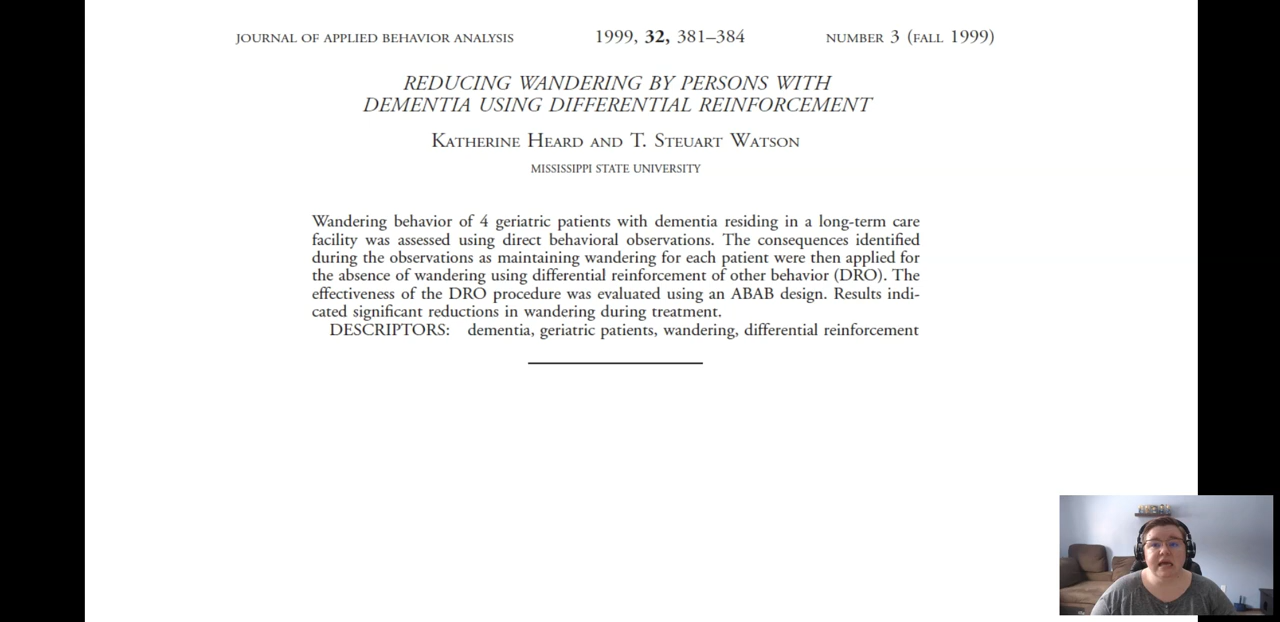 JOURNAL OF APPLIED BEHAVIOR ANALYSIS 1999, 32, 381–384 NUMBER 3 (FALL 1999)
REDUCING WANDERING BY PERSONS WITH
DEMENTIA USING DIFFERENTIAL REINFORCEMENT
KATHERINE HEARD AND T. STEUART WATSON
MISSISSIPPI STATE UNIVERSITY
Wandering behavior of 4 geriatric patients with dementia residing in a long-term care
facility was assessed using direct behavioral observations. The consequences identified
during the observations as maintaining wandering for each patient were then applied for
the absence of wandering using differential reinforcement of other behavior (DRO). The
effectiveness of the DRO procedure was evaluated using an ABAB design. Results indi-
cated significant reductions in wandering during treatment.
DESCRIPTORS: dementia, geriatric patients, wandering, differential reinforcement